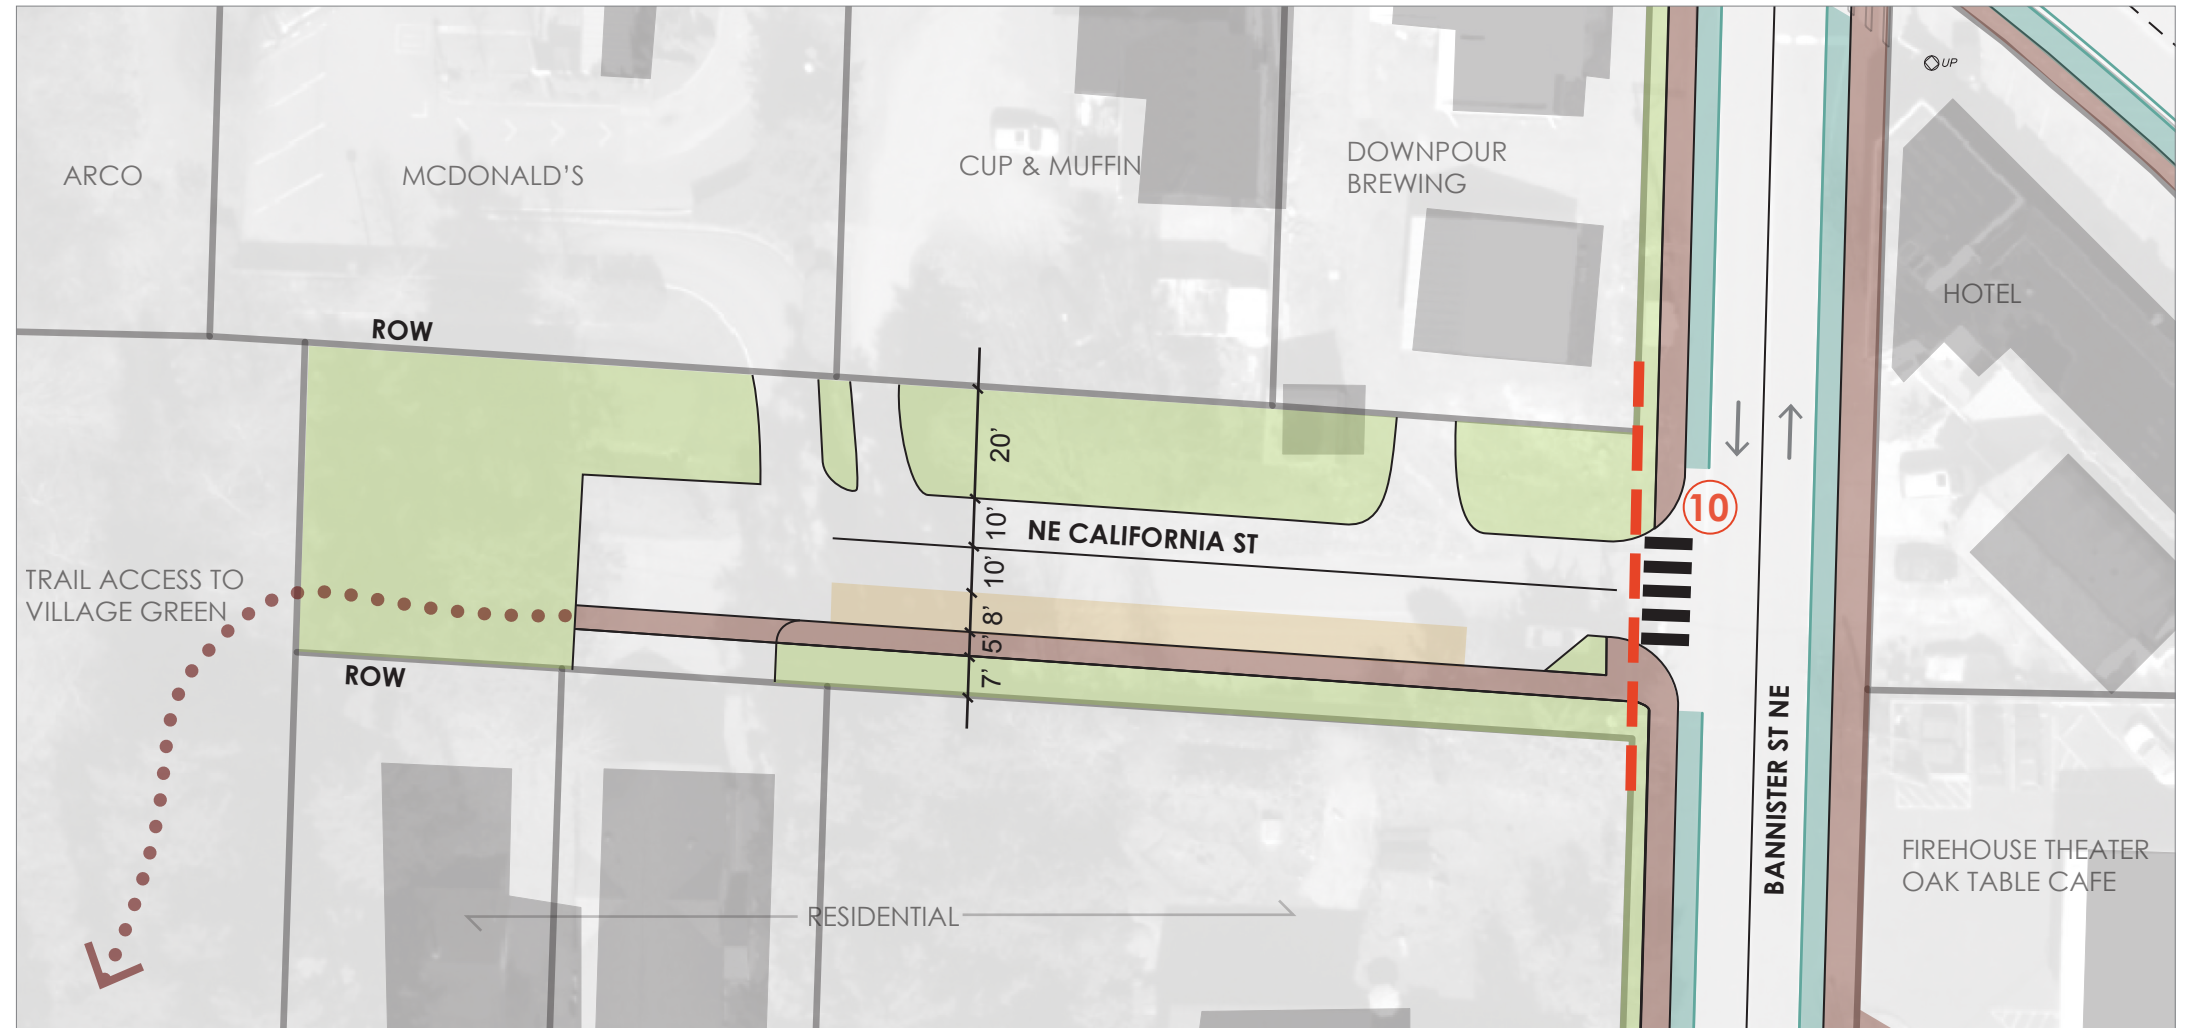 UP
ARCO
MCDONALD'S
CUP & MUFFIN
DOWNPOUR
BREWING
HOTEL
ROW
20'
10'
NE CALIFORNIA ST
10
10'
TRAIL ACCESS TO
VILLAGE GREEN
8'
5'
7'
ROW
BANNISTER ST NE
FIREHOUSE THEATER
OAK TABLE CAFE
RESIDENTIAL